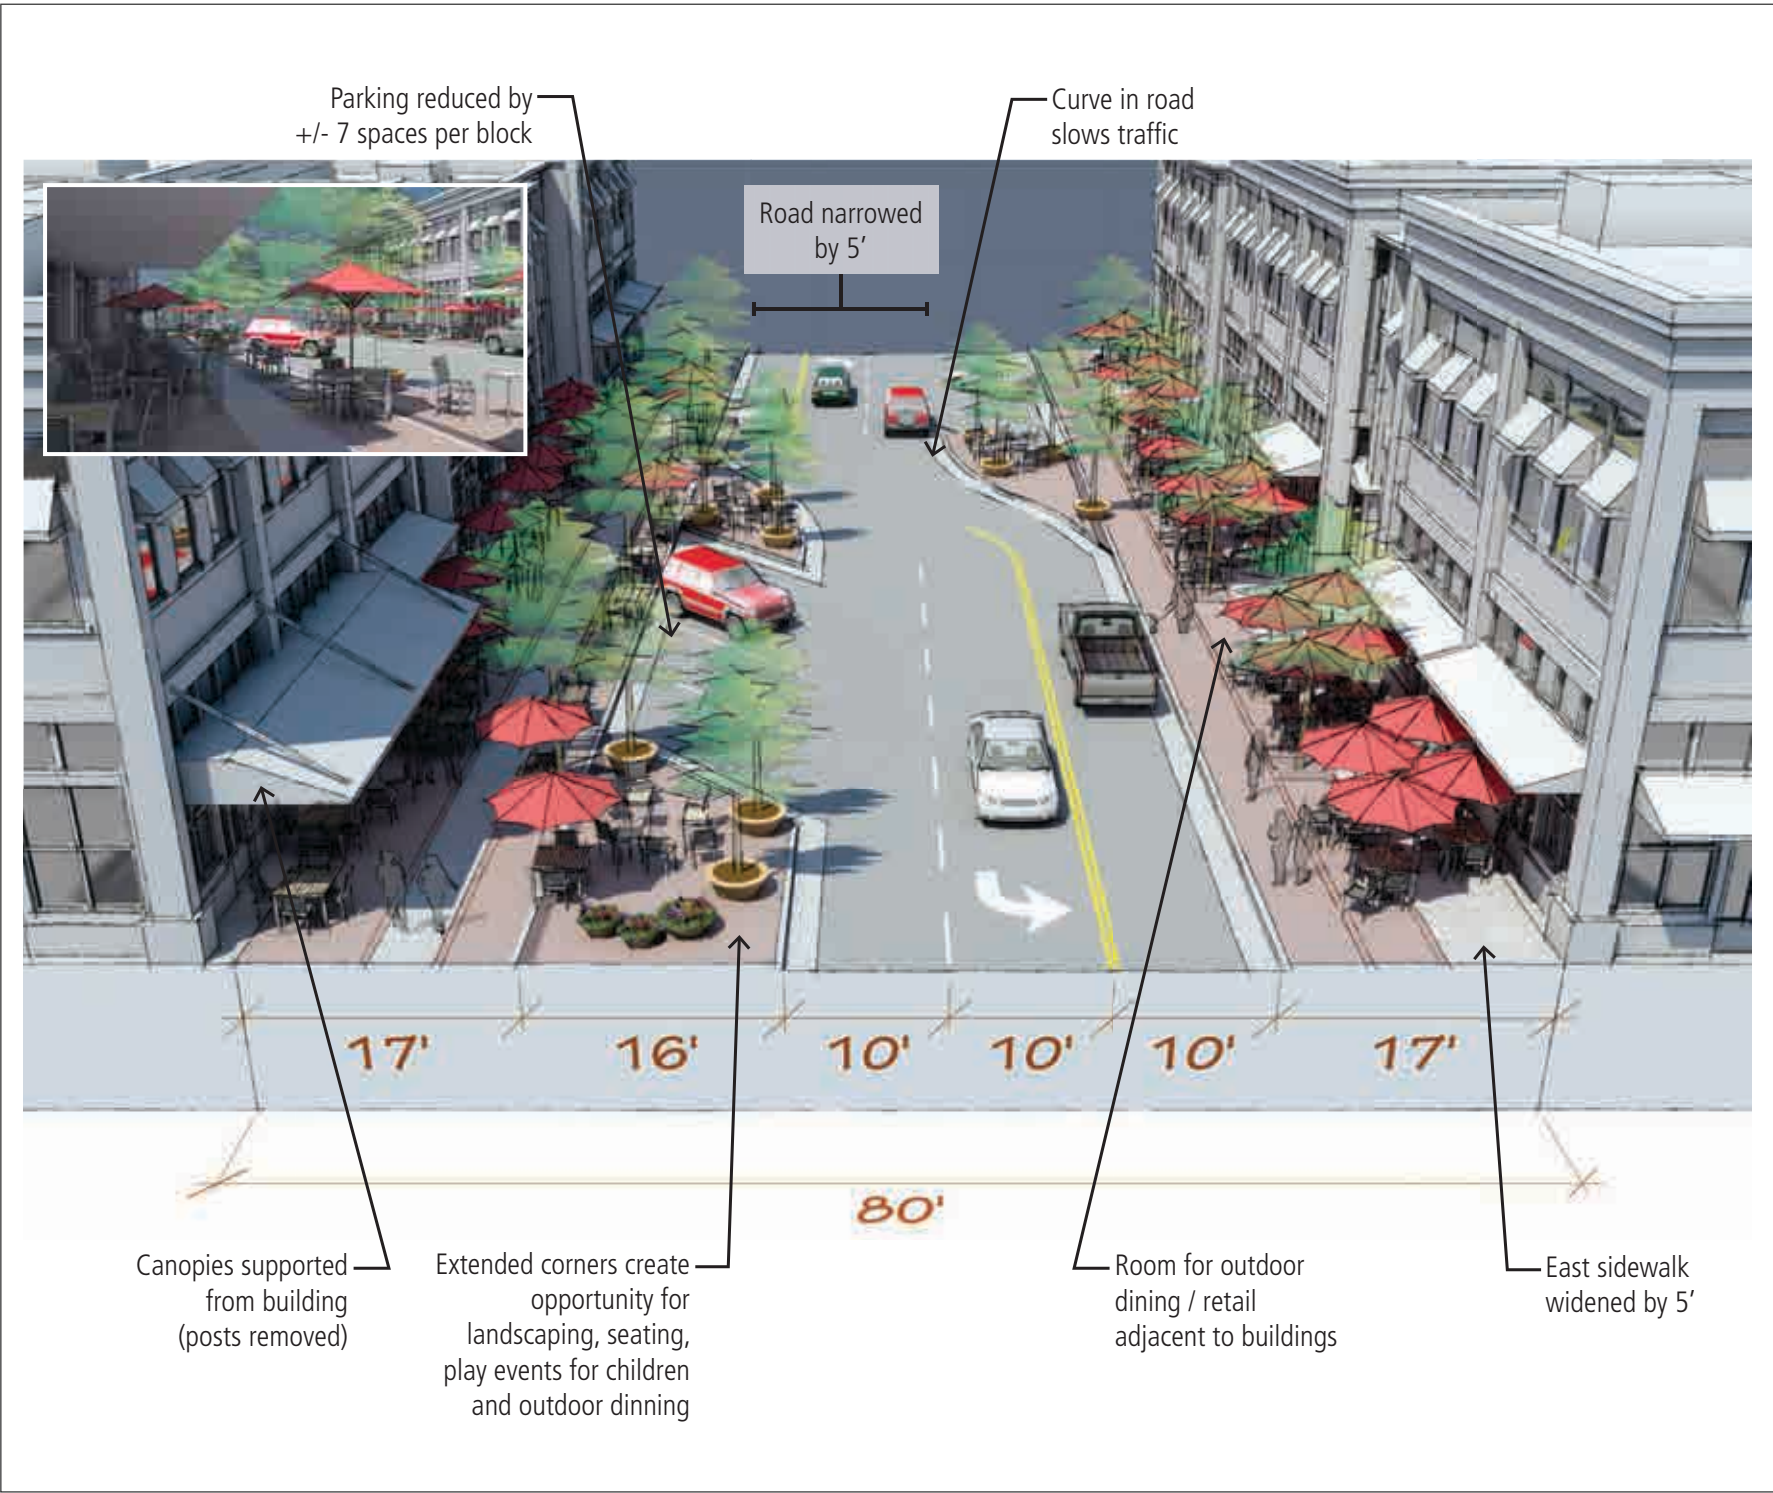 Parking reduced by
+/- 7 spaces per block
Curve in road
slows traffic
Road narrowed
by 5’
17'
16'
10'
10'
10'
17'
80'
Canopies supported
from building
(posts removed)
Extended corners create
opportunity for
landscaping, seating,
play events for children
and outdoor dinning
Room for outdoor
dining / retail
adjacent to buildings
East sidewalk
widened by 5’